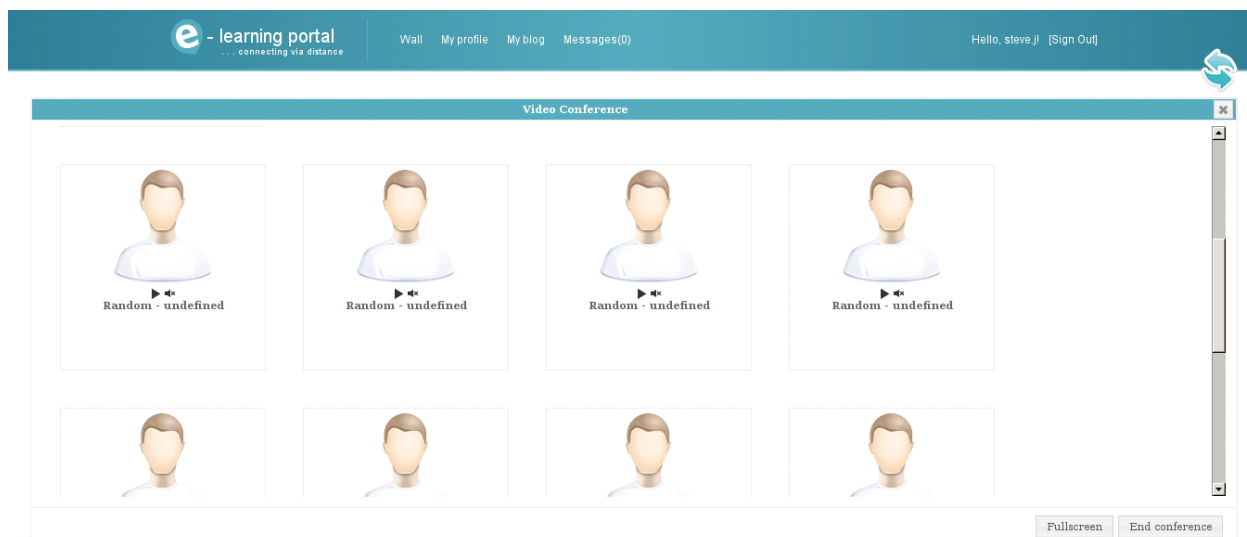 e - learning portal
. . . connecting via distance
Wall My profile My blog Messages(0)
Hello, steve.j! [Sign Out]
Video Conference
Random - undefined Random - undefined Random - undefined Random - undefined
Fullscreen End conference